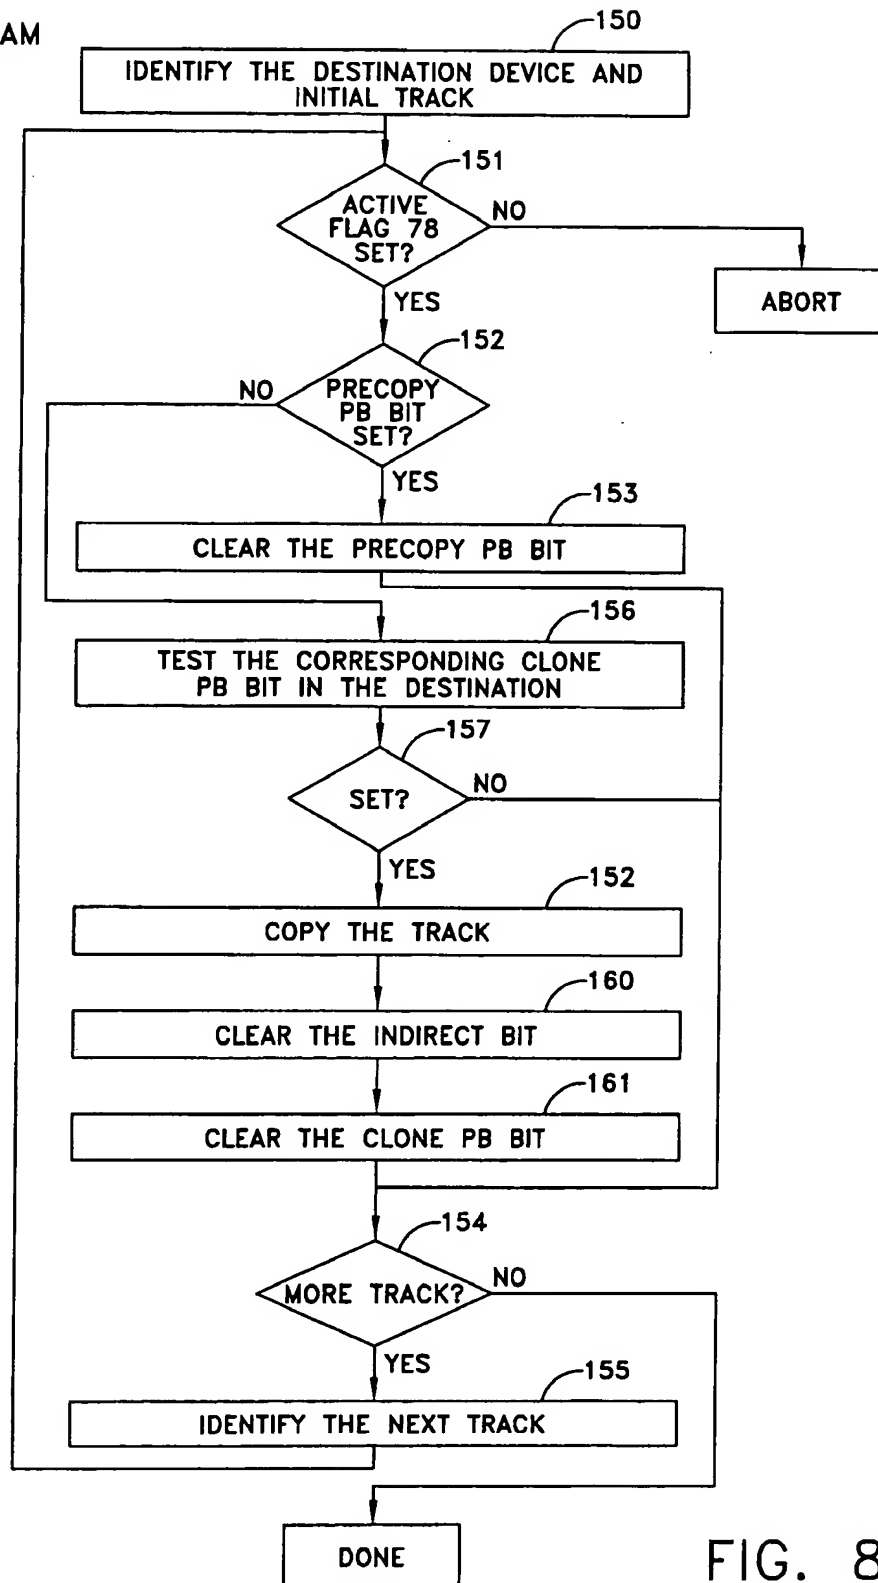 AM
150
IDENTIFY THE DESTINATION DEVICE AND
INITIAL TRACK
151
ACTIVE
FLAG 78
SET?
NO
YES
ABORT
152
NO
PRECOPY
PB BIT
SET?
YES
153
CLEAR THE PRECOPY PB BIT
156
TEST THE CORRESPONDING CLONE
PB BIT IN THE DESTINATION
157
SET?
NO
YES
152
COPY THE TRACK
160
CLEAR THE INDIRECT BIT
161
CLEAR THE CLONE PB BIT
154
MORE TRACK?
NO
YES
155
IDENTIFY THE NEXT TRACK
DONE
FIG. 8